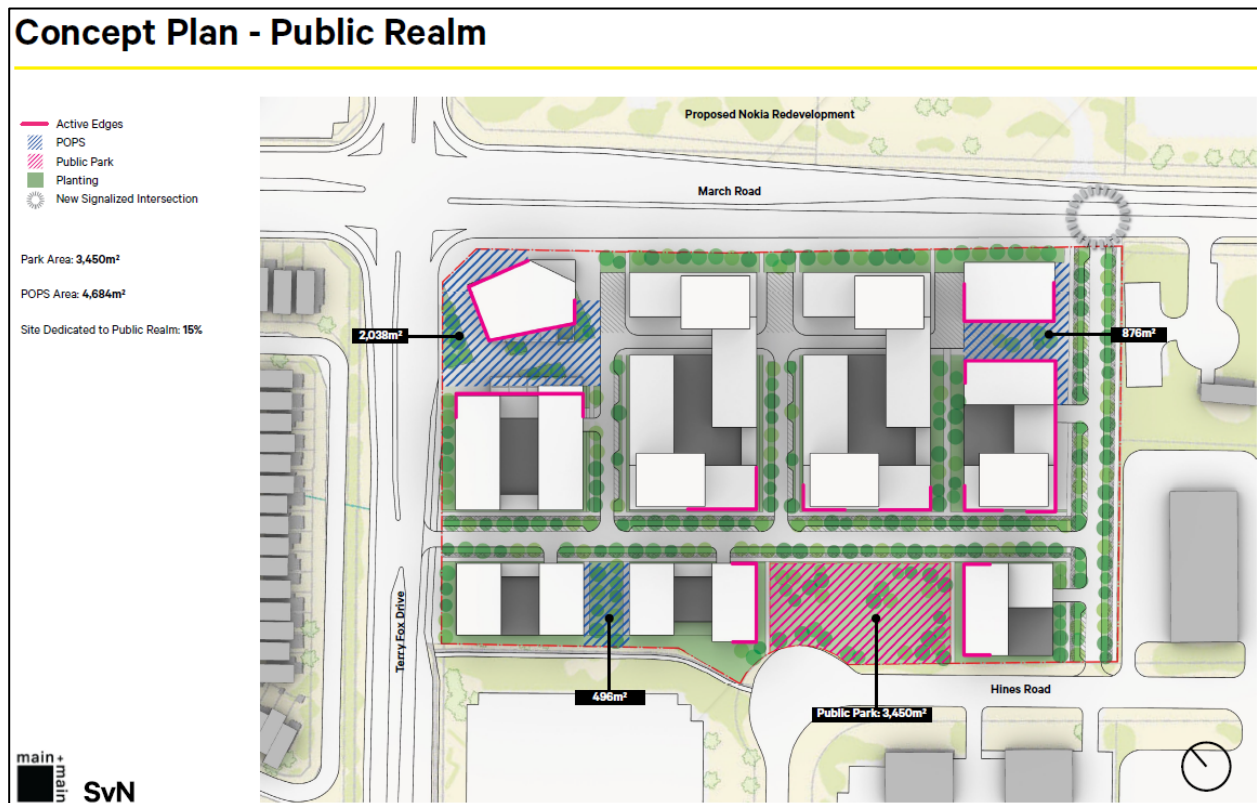 Concept Plan - Public Realm
Active Edges
POPS
Public Park
Planting
New Signalized Intersection
Park Area: 3,450m²
POPS Area: 4,684m²
Site Dedicated to Public Realm: 15%
Proposed Nokia Redevelopment
March Road
2,038m²
876m²
Terry Fox Drive
496m²
Public Park: 3,450m²
Hines Road
main +
main
SvN